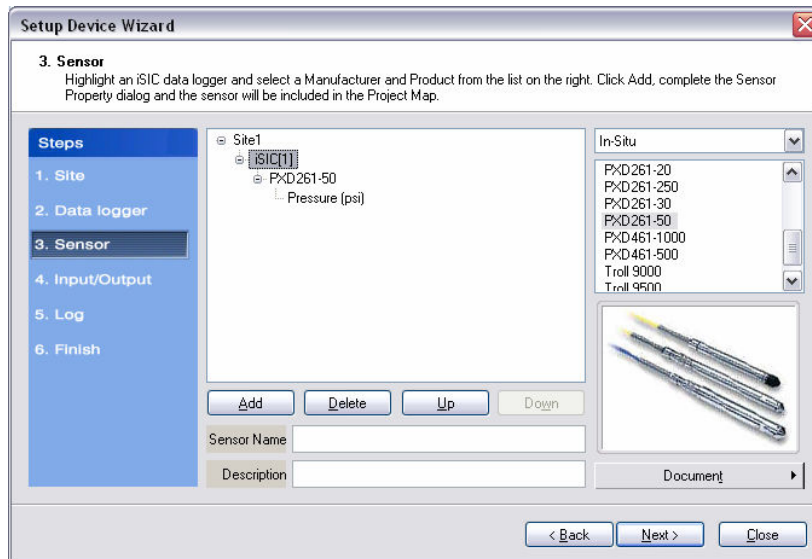 Setup Device Wizard
3. Sensor
Highlight an iSIC data logger and select a Manufacturer and Product from the list on the right. Click Add, complete the Sensor
Property dialog and the sensor will be included in the Project Map.
Steps
1. Site
2. Data logger
3. Sensor
4. Input/Output
5. Log
6. Finish
Site1
iSIC[1]
PXD261-50
Pressure (psi)
In-Situ
PXD261-20
PXD261-250
PXD261-30
PXD261-50
PXD461-1000
PXD461-500
Troll 9000
Troll 9500
Add
Delete
Up
Down
Sensor Name
Description
Document
< Back
Next >
Close